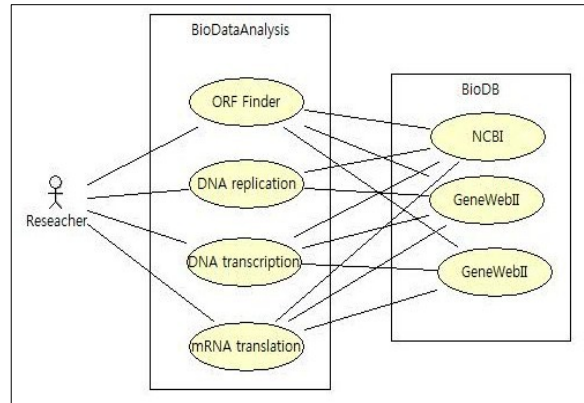 BioDataAnalysis
BioDB
ORF Finder
NCBI
DNA replication
GeneWebII
Reseacher
DNA transcription
GeneWebII
mRNA translation